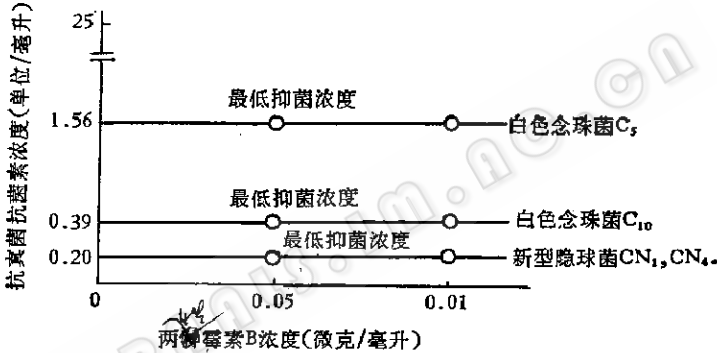 抗真菌抗菌素浓度(单位/毫升)
25
最低抑菌浓度
1.56
白色念珠菌C₅
最低抑菌浓度
0.39
白色念珠菌C₁₀
最低抑菌浓度
0.20
新型隐球菌CN₁,CN₄。
0
0.05
0.01
霉素B浓度(微克/毫升)